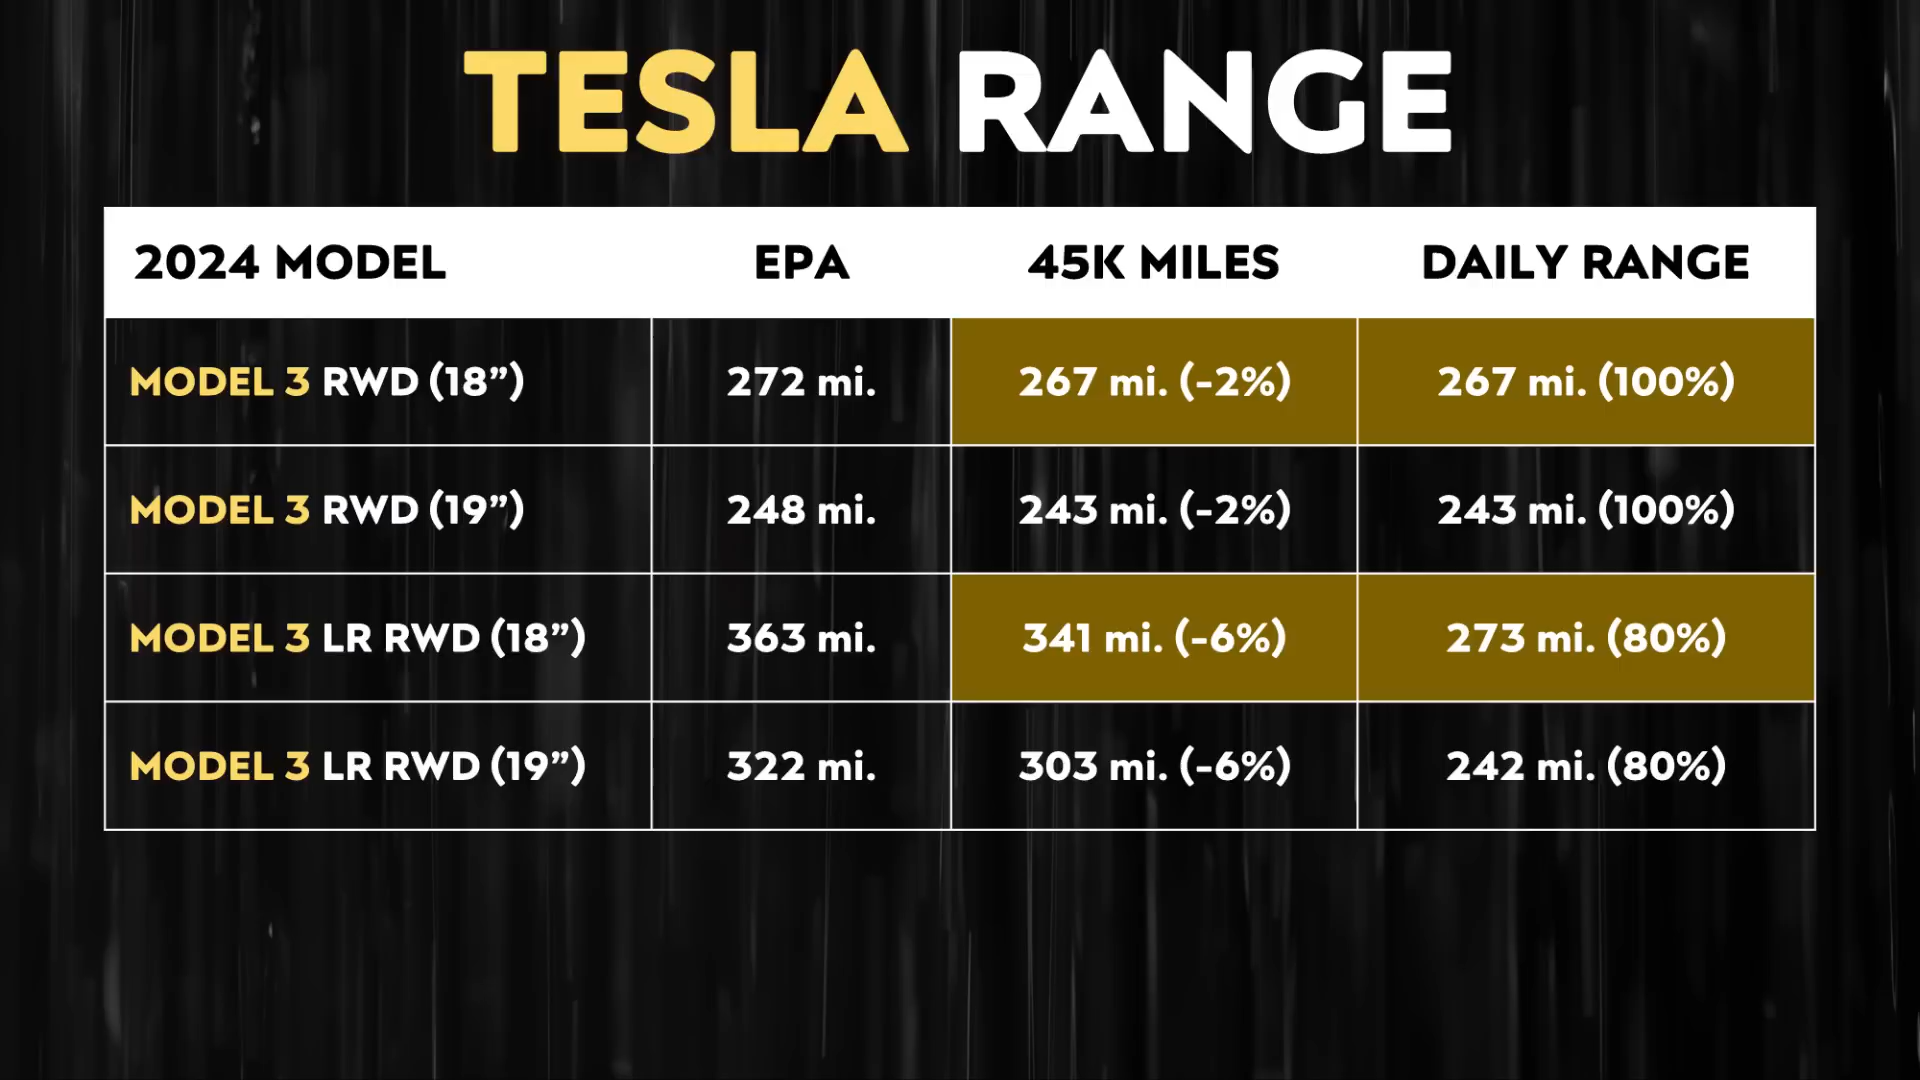 TESLA RANGE
2024 MODEL EPA 45K MILES DAILY RANGE
MODEL 3 RWD (18”) 272 mi. 267 mi. (-2%) 267 mi. (100%)
MODEL 3 RWD (19”) 248 mi. 243 mi. (-2%) 243 mi. (100%)
MODEL 3 LR RWD (18”) 363 mi. 341 mi. (-6%) 273 mi. (80%)
MODEL 3 LR RWD (19”) 322 mi. 303 mi. (-6%) 242 mi. (80%)